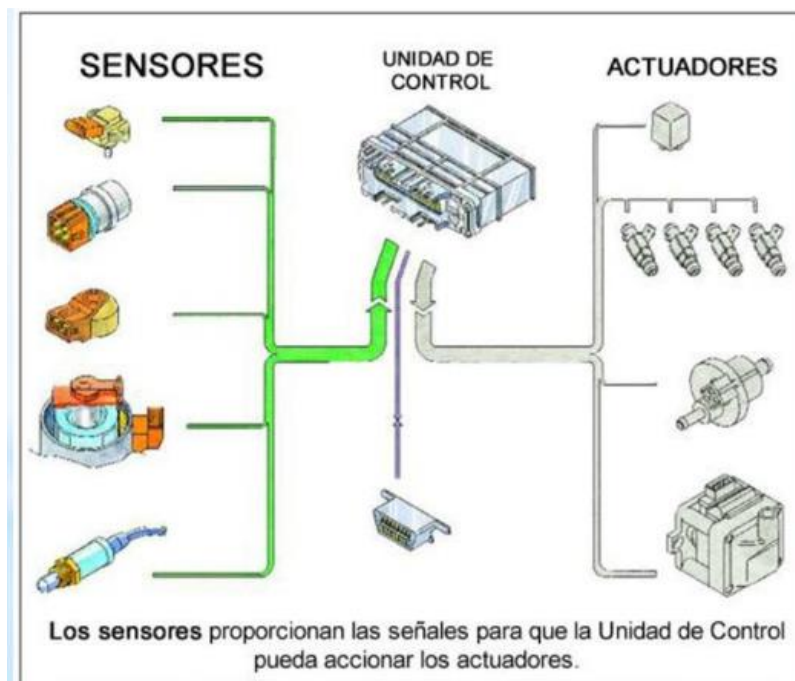 SENSORES
UNIDAD DE
CONTROL
ACTUADORES
Los sensores proporcionan las señales para que la Unidad de Control
pueda accionar los actuadores.